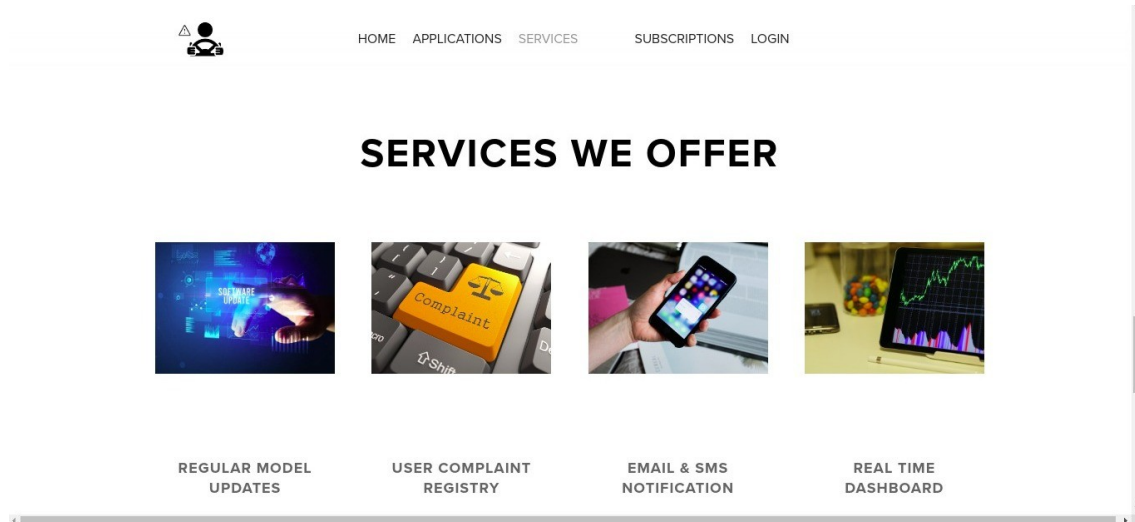 HOME APPLICATIONS SERVICES SUBSCRIPTIONS LOGIN
SERVICES WE OFFER
SOFTWARE
UPDATE
Complaint
Shift
REGULAR MODEL
UPDATES
USER COMPLAINT
REGISTRY
EMAIL & SMS
NOTIFICATION
REAL TIME
DASHBOARD